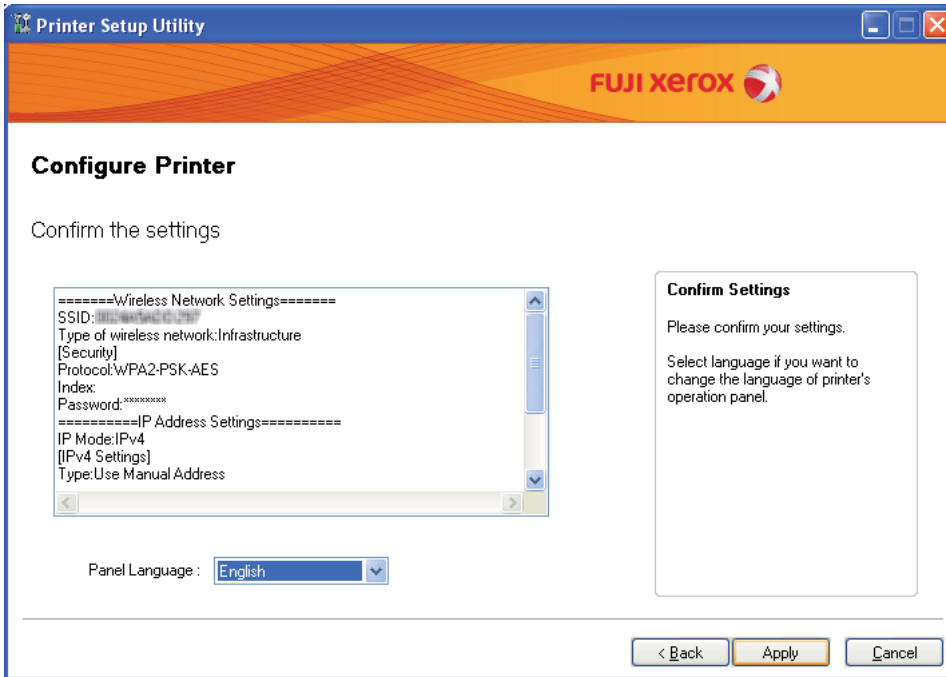 Printer Setup Utility
FUJI xerox
Configure Printer
Confirm the settings
=======Wireless Network Settings=======
SSID:
Type of wireless network:Infrastructure
[Security]
Protocol:WPA2-PSK-AES
Index:
Password:********
==========IP Address Settings==========
IP Mode:IPv4
[IPv4 Settings]
Type:Use Manual Address
Confirm Settings
Please confirm your settings.
Select language if you want to
change the language of printer's
operation panel.
Panel Language :
English
< Back
Apply
Cancel